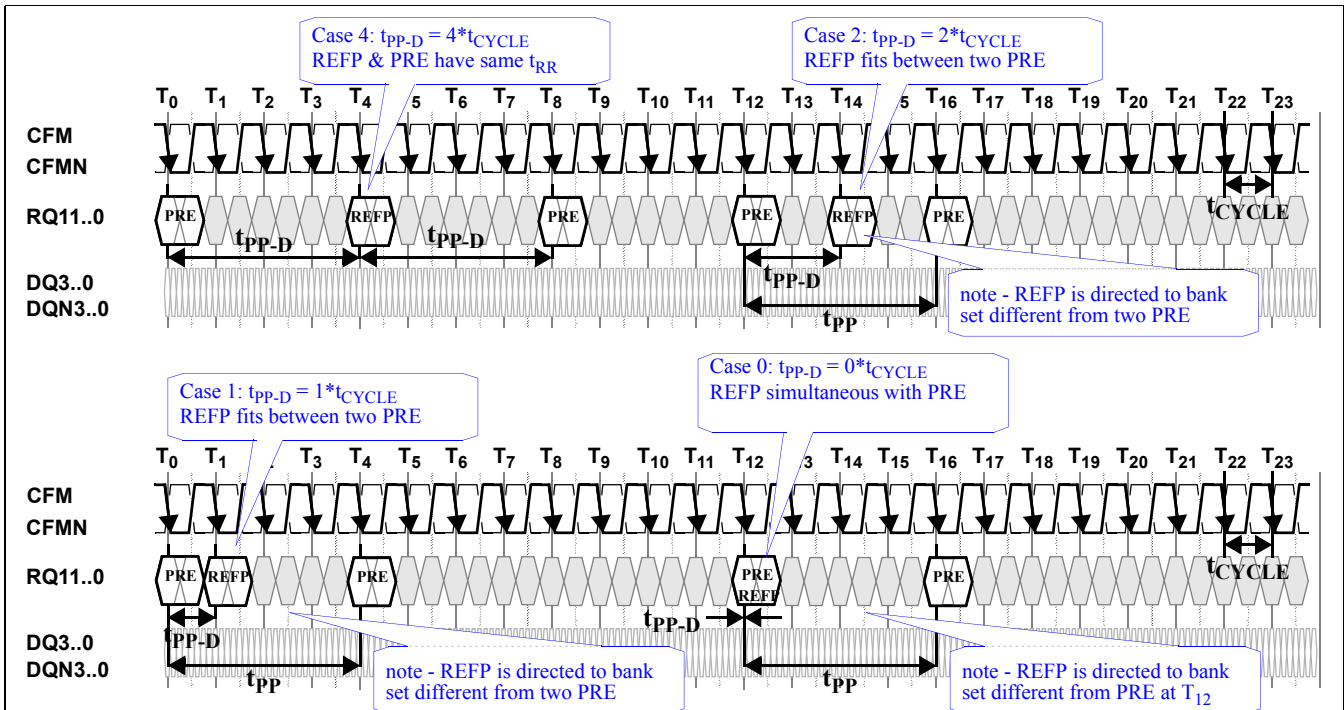 Case 4: tPP-D = 4*tCYCLE
REFP & PRE have same tRR
Case 2: tPP-D = 2*tCYCLE
REFP fits between two PRE
T0 T1 T2 T3 T4 5 T6 T7 T8 T9 T10 T11 T12 T13 T14 5 T16 T17 T18 T19 T20 T21 T22 T23
CFM
CFMN
tCYCLE
RQ11..0
PRE REFP PRE PRE REFP PRE
tPP-D tPP-D
DQ3..0
DQN3..0
tPP-D
tPP
note - REFP is directed to bank
set different from two PRE
Case 1: tPP-D = 1*tCYCLE
REFP fits between two PRE
Case 0: tPP-D = 0*tCYCLE
REFP simultaneous with PRE
T0 T1 T3 T4 T5 T6 T7 T8 T9 T10 T11 T12 3 T14 T15 T16 T17 T18 T19 T20 T21 T22 T23
CFM
CFMN
tCYCLE
RQ11..0
PRE REFP PRE PRE REFP PRE
tPP-D
tPP-D
DQ3..0
DQN3..0
tPP
tPP
note - REFP is directed to bank
set different from two PRE
note - REFP is directed to bank
set different from PRE at T12